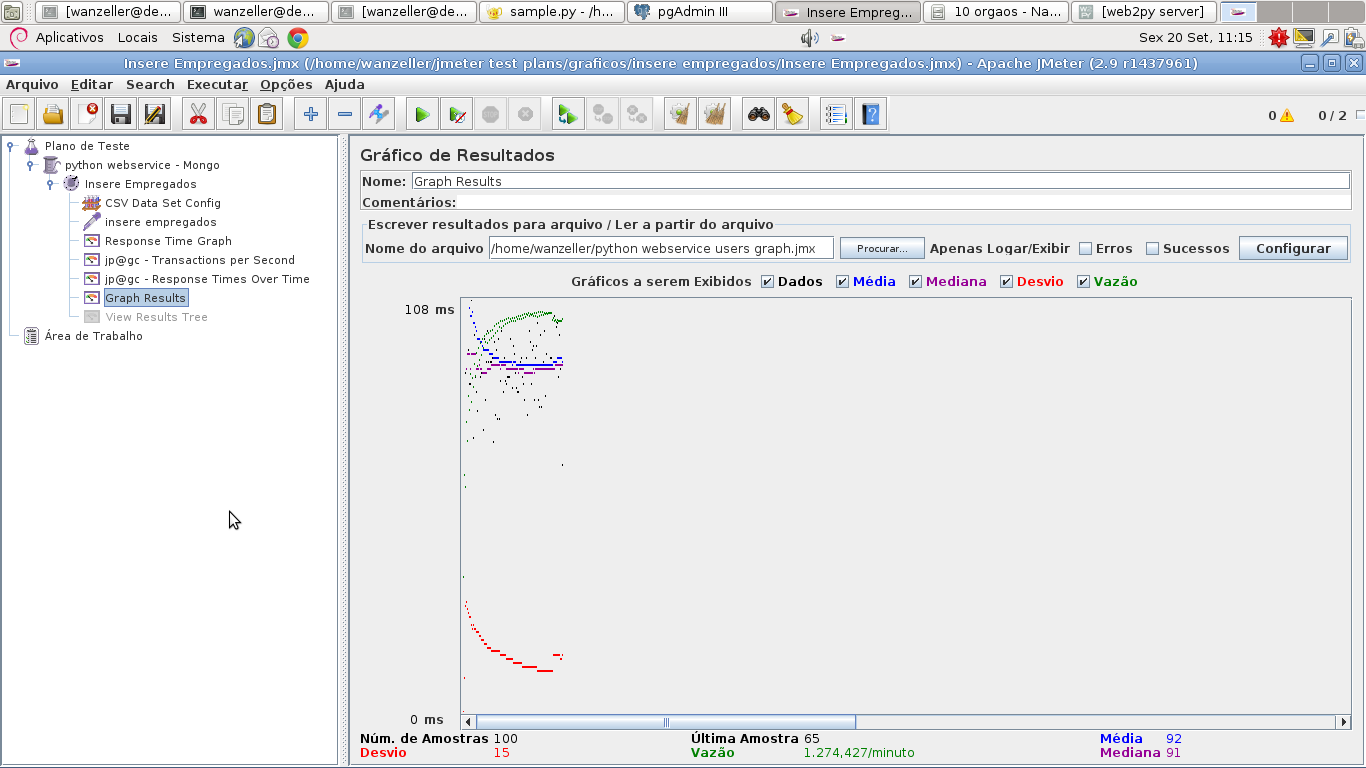 [wanzeller@de...
wanzeller@de...
[wanzeller@de...
sample.py - /h...
pgAdmin III
Insere Empreg...
10 orgaos - Na...
[web2py server]
Aplicativos Locais Sistema
Sex 20 Set, 11:15
Insere Empregados.jmx (/home/wanzeller/jmeter test plans/graficos/insere empregados/Insere Empregados.jmx) - Apache JMeter (2.9 r1437961)
Arquivo Editar Search Executar Opções Ajuda
0 0 / 2
Plano de Teste
python webservice - Mongo
Insere Empregados
CSV Data Set Config
insere empregados
Response Time Graph
jp@gc - Transactions per Second
jp@gc - Response Times Over Time
Graph Results
View Results Tree
Área de Trabalho
Gráfico de Resultados
Nome: Graph Results
Comentários:
Escrever resultados para arquivo / Ler a partir do arquivo
Nome do arquivo /home/wanzeller/python webservice users graph.jmx Procurar... Apenas Logar/Exibir Erros Sucessos Configurar
Gráficos a serem Exibidos Dados Média Mediana Desvio Vazão
108 ms
0 ms
Núm. de Amostras 100 Última Amostra 65 Média 92
Desvio 15 Vazão 1.274,427/minuto Mediana 91